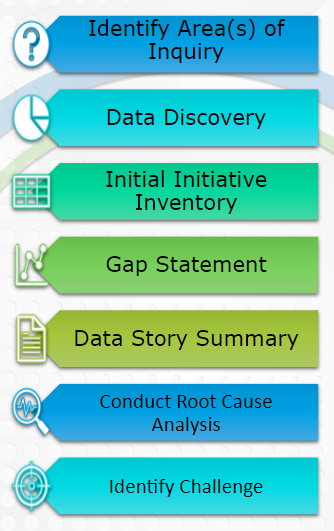 Identify Area(s) of
Inquiry
Data Discovery
Initial Initiative
Inventory
Gap Statement
Data Story Summary
Conduct Root Cause
Analysis
Identify Challenge